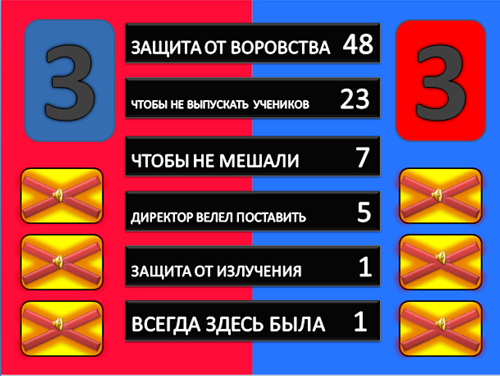 3
3
ЗАЩИТА ОТ ВОРОВСТВА 48
ЧТОБЫ НЕ ВЫПУСКАТЬ УЧЕНИКОВ 23
ЧТОБЫ НЕ МЕШАЛИ 7
ДИРЕКТОР ВЕЛЕЛ ПОСТАВИТЬ 5
ЗАЩИТА ОТ ИЗЛУЧЕНИЯ 1
ВСЕГДА ЗДЕСЬ БЫЛА 1